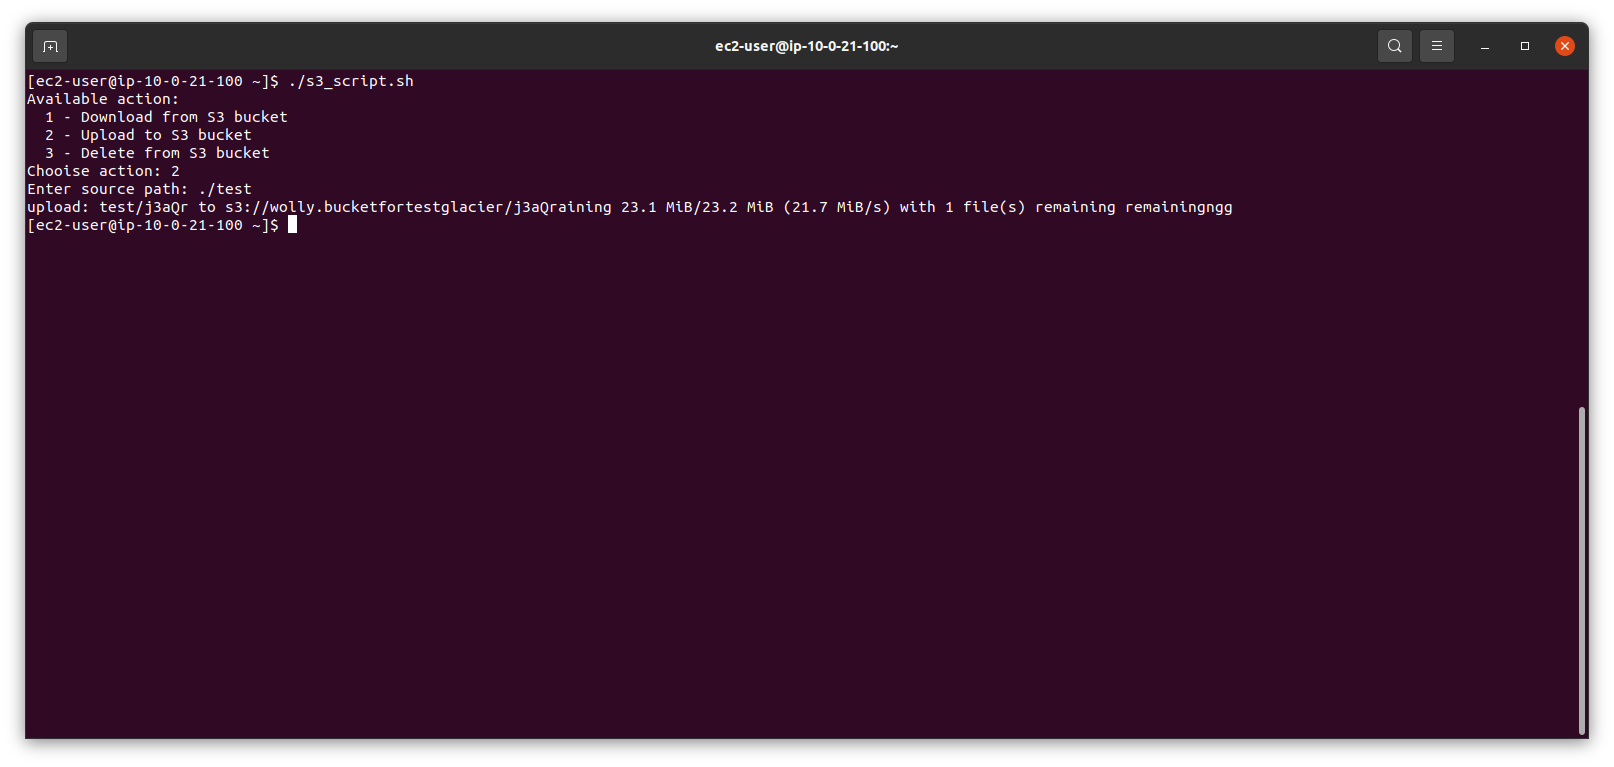 ec2-user@ip-10-0-21-100:~
[ec2-user@ip-10-0-21-100 ~]$ ./s3_script.sh
Available action:
  1 - Download from S3 bucket
  2 - Upload to S3 bucket
  3 - Delete from S3 bucket
Chooise action: 2
Enter source path: ./test
upload: test/j3aQr to s3://wolly.bucketfortestglacier/j3aQraining 23.1 MiB/23.2 MiB (21.7 MiB/s) with 1 file(s) remaining remainingngg
[ec2-user@ip-10-0-21-100 ~]$